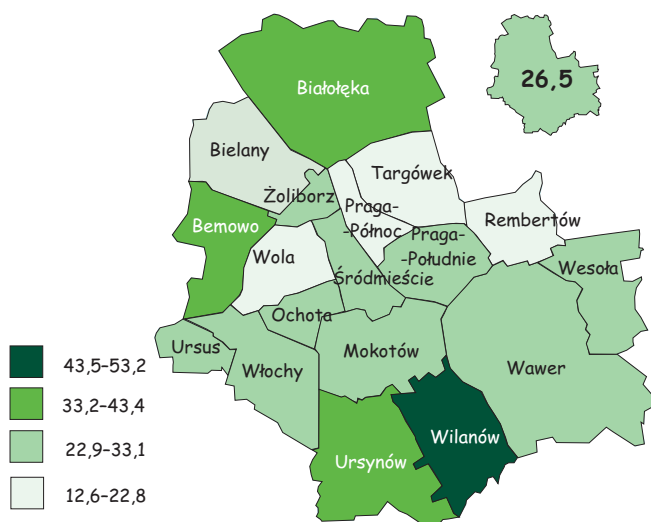 26,5
Białołęka
Bielany
Targówek
Żoliborz
Praga-
-Północ
Bemowo
Rembertów
Praga-
-Południe
Wola
Wesoła
Śródmieście
Ochota
Ursus
Mokotów
Włochy
Wawer
Wilanów
Ursynów
43,5–53,2
33,2–43,4
22,9–33,1
12,6–22,8